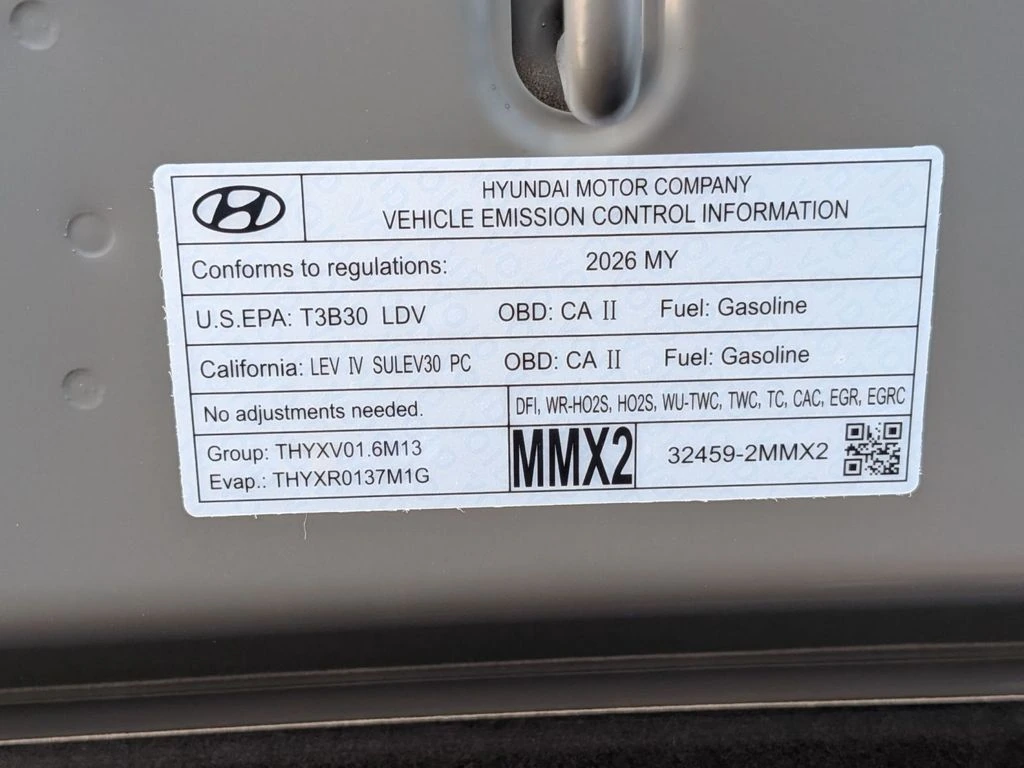 HYUNDAI MOTOR COMPANY
VEHICLE EMISSION CONTROL INFORMATION
Conforms to regulations: 2026 MY
U.S.EPA: T3B30 LDV OBD: CA II Fuel: Gasoline
California: LEV IV SULEV30 PC OBD: CA II Fuel: Gasoline
No adjustments needed.
DFI, WR-HO2S, HO2S, WU-TWC, TWC, TC, CAC, EGR, EGRC
Group: THYXV01.6M13
Evap.: THYXR0137M1G
MMX2
32459-2MMX2